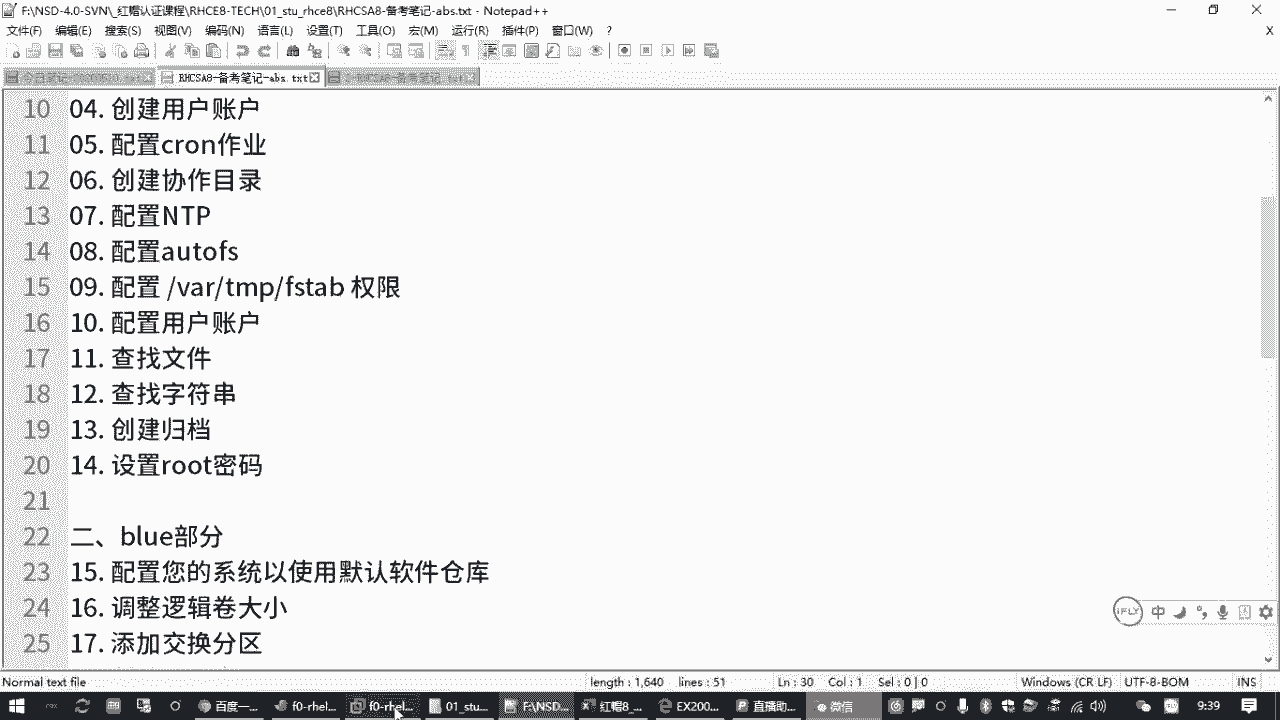 F:\NSD-4.0-SVN\_红帽认证课程\RHCE8-TECH\01_stu_rhce8\RHCSA8-备考笔记-abs.txt - Notepad++
文件(F) 编辑(E) 搜索(S) 视图(V) 编码(N) 语言(L) 设置(T) 工具(O) 宏(M) 运行(R) 插件(P) 窗口(W) ? X
RHCSA8-备考笔记-abs.txt
10 04. 创建用户账户
11 05. 配置cron作业
12 06. 创建协作目录
13 07. 配置NTP
14 08. 配置autofs
15 09. 配置 /var/tmp/fstab 权限
16 10. 配置用户账户
17 11. 查找文件
18 12. 查找字符串
19 13. 创建归档
20 14. 设置root密码
21
22 二、blue部分
23 15. 配置您的系统以使用默认软件仓库
24 16. 调整逻辑卷大小
25 17. 添加交换分区
iFLY 中
Normal text file length : 1,640 lines : 51 Ln : 30 Col : 1 Sel : 0 | 0 Windows (CR LF) UTF-8-BOM INS
百度一... f0-rhel... f0-rhel... 01_stu... F:\NSD... 红帽8_... EX200... 直播助... 微信 9:39